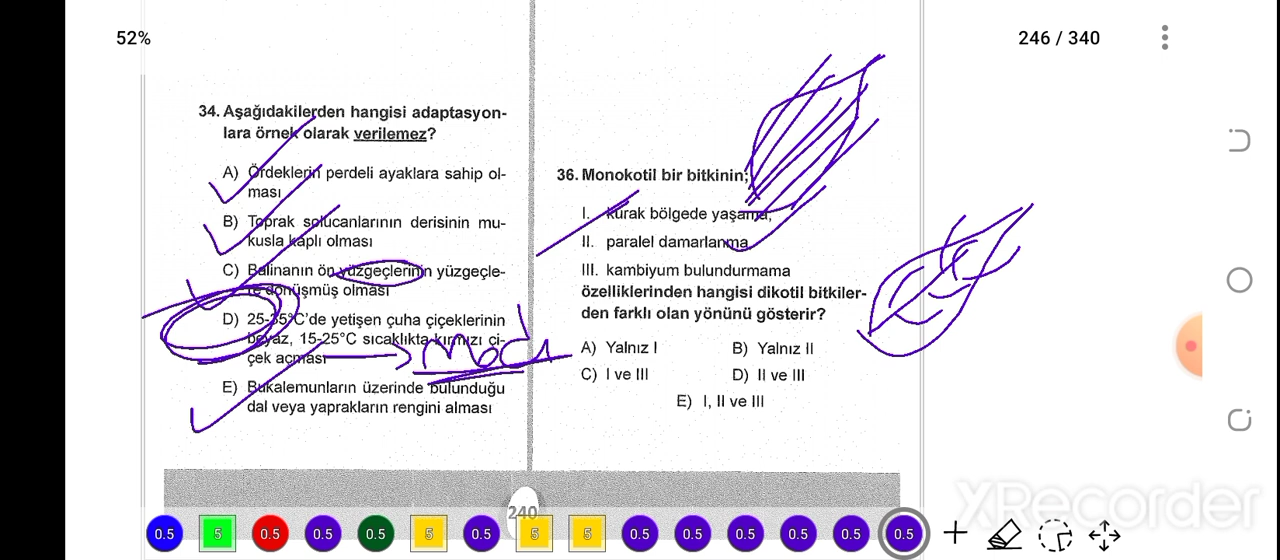 52%
246 / 340
34. Aşağıdakilerden hangisi adaptasyon-
lara örnek olarak verilemez?
A) Ördeklerin perdeli ayaklara sahip ol-
ması
B) Toprak solucanlarının derisinin mu-
kusla kaplı olması
C) Balinanın ön yüzgeçlerinin yüzgeçle-
re dönüşmüş olması
D) 25-35°C'de yetişen çuha çiçeklerinin
beyaz, 15-25°C sıcaklıkta kırmızı çi-
çek açması
mod
E) Bukalemunların üzerinde bulunduğu
dal veya yaprakların rengini alması
36. Monokotil bir bitkinin;
I. kurak bölgede yaşama,
II. paralel damarlanma
III. kambiyum bulundurmama
özelliklerinden hangisi dikotil bitkiler-
den farklı olan yönünü gösterir?
A) Yalnız I B) Yalnız II
C) I ve III D) II ve III
E) I, II ve III
240
0.5 5 0.5 0.5 0.5 5 0.5 5 5 0.5 0.5 0.5 0.5 0.5 0.5
XRecorder